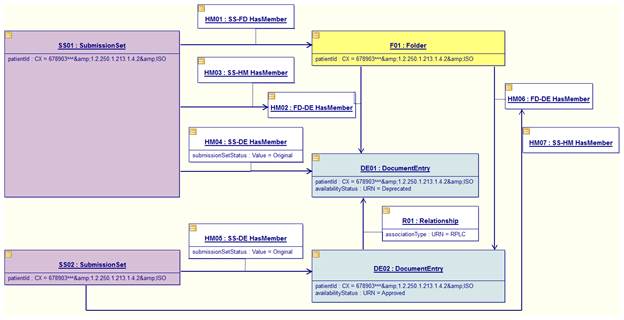 HM01 : SS-FD HasMember
SS01 : SubmissionSet
patientId : CX = 678903^^^&amp;1.2.250.1.213.1.4.2&amp;ISO
F01 : Folder
patientId : CX = 678903^^^&amp;1.2.250.1.213.1.4.2&amp;ISO
HM03 : SS-HM HasMember
HM02 : FD-DE HasMember
HM06 : FD-DE HasMember
HM04 : SS-DE HasMember
submissionSetStatus : Value = Original
HM07 : SS-HM HasMember
DE01 : DocumentEntry
patientId : CX = 678903^^^&amp;1.2.250.1.213.1.4.2&amp;ISO
availabilityStatus : URN = Deprecated
R01 : Relationship
associationType : URN = RPLC
HM05 : SS-DE HasMember
submissionSetStatus : Value = Original
SS02 : SubmissionSet
patientId : CX = 678903^^^&amp;1.2.250.1.213.1.4.2&amp;ISO
DE02 : DocumentEntry
patientId : CX = 678903^^^&amp;1.2.250.1.213.1.4.2&amp;ISO
availabilityStatus : URN = Approved